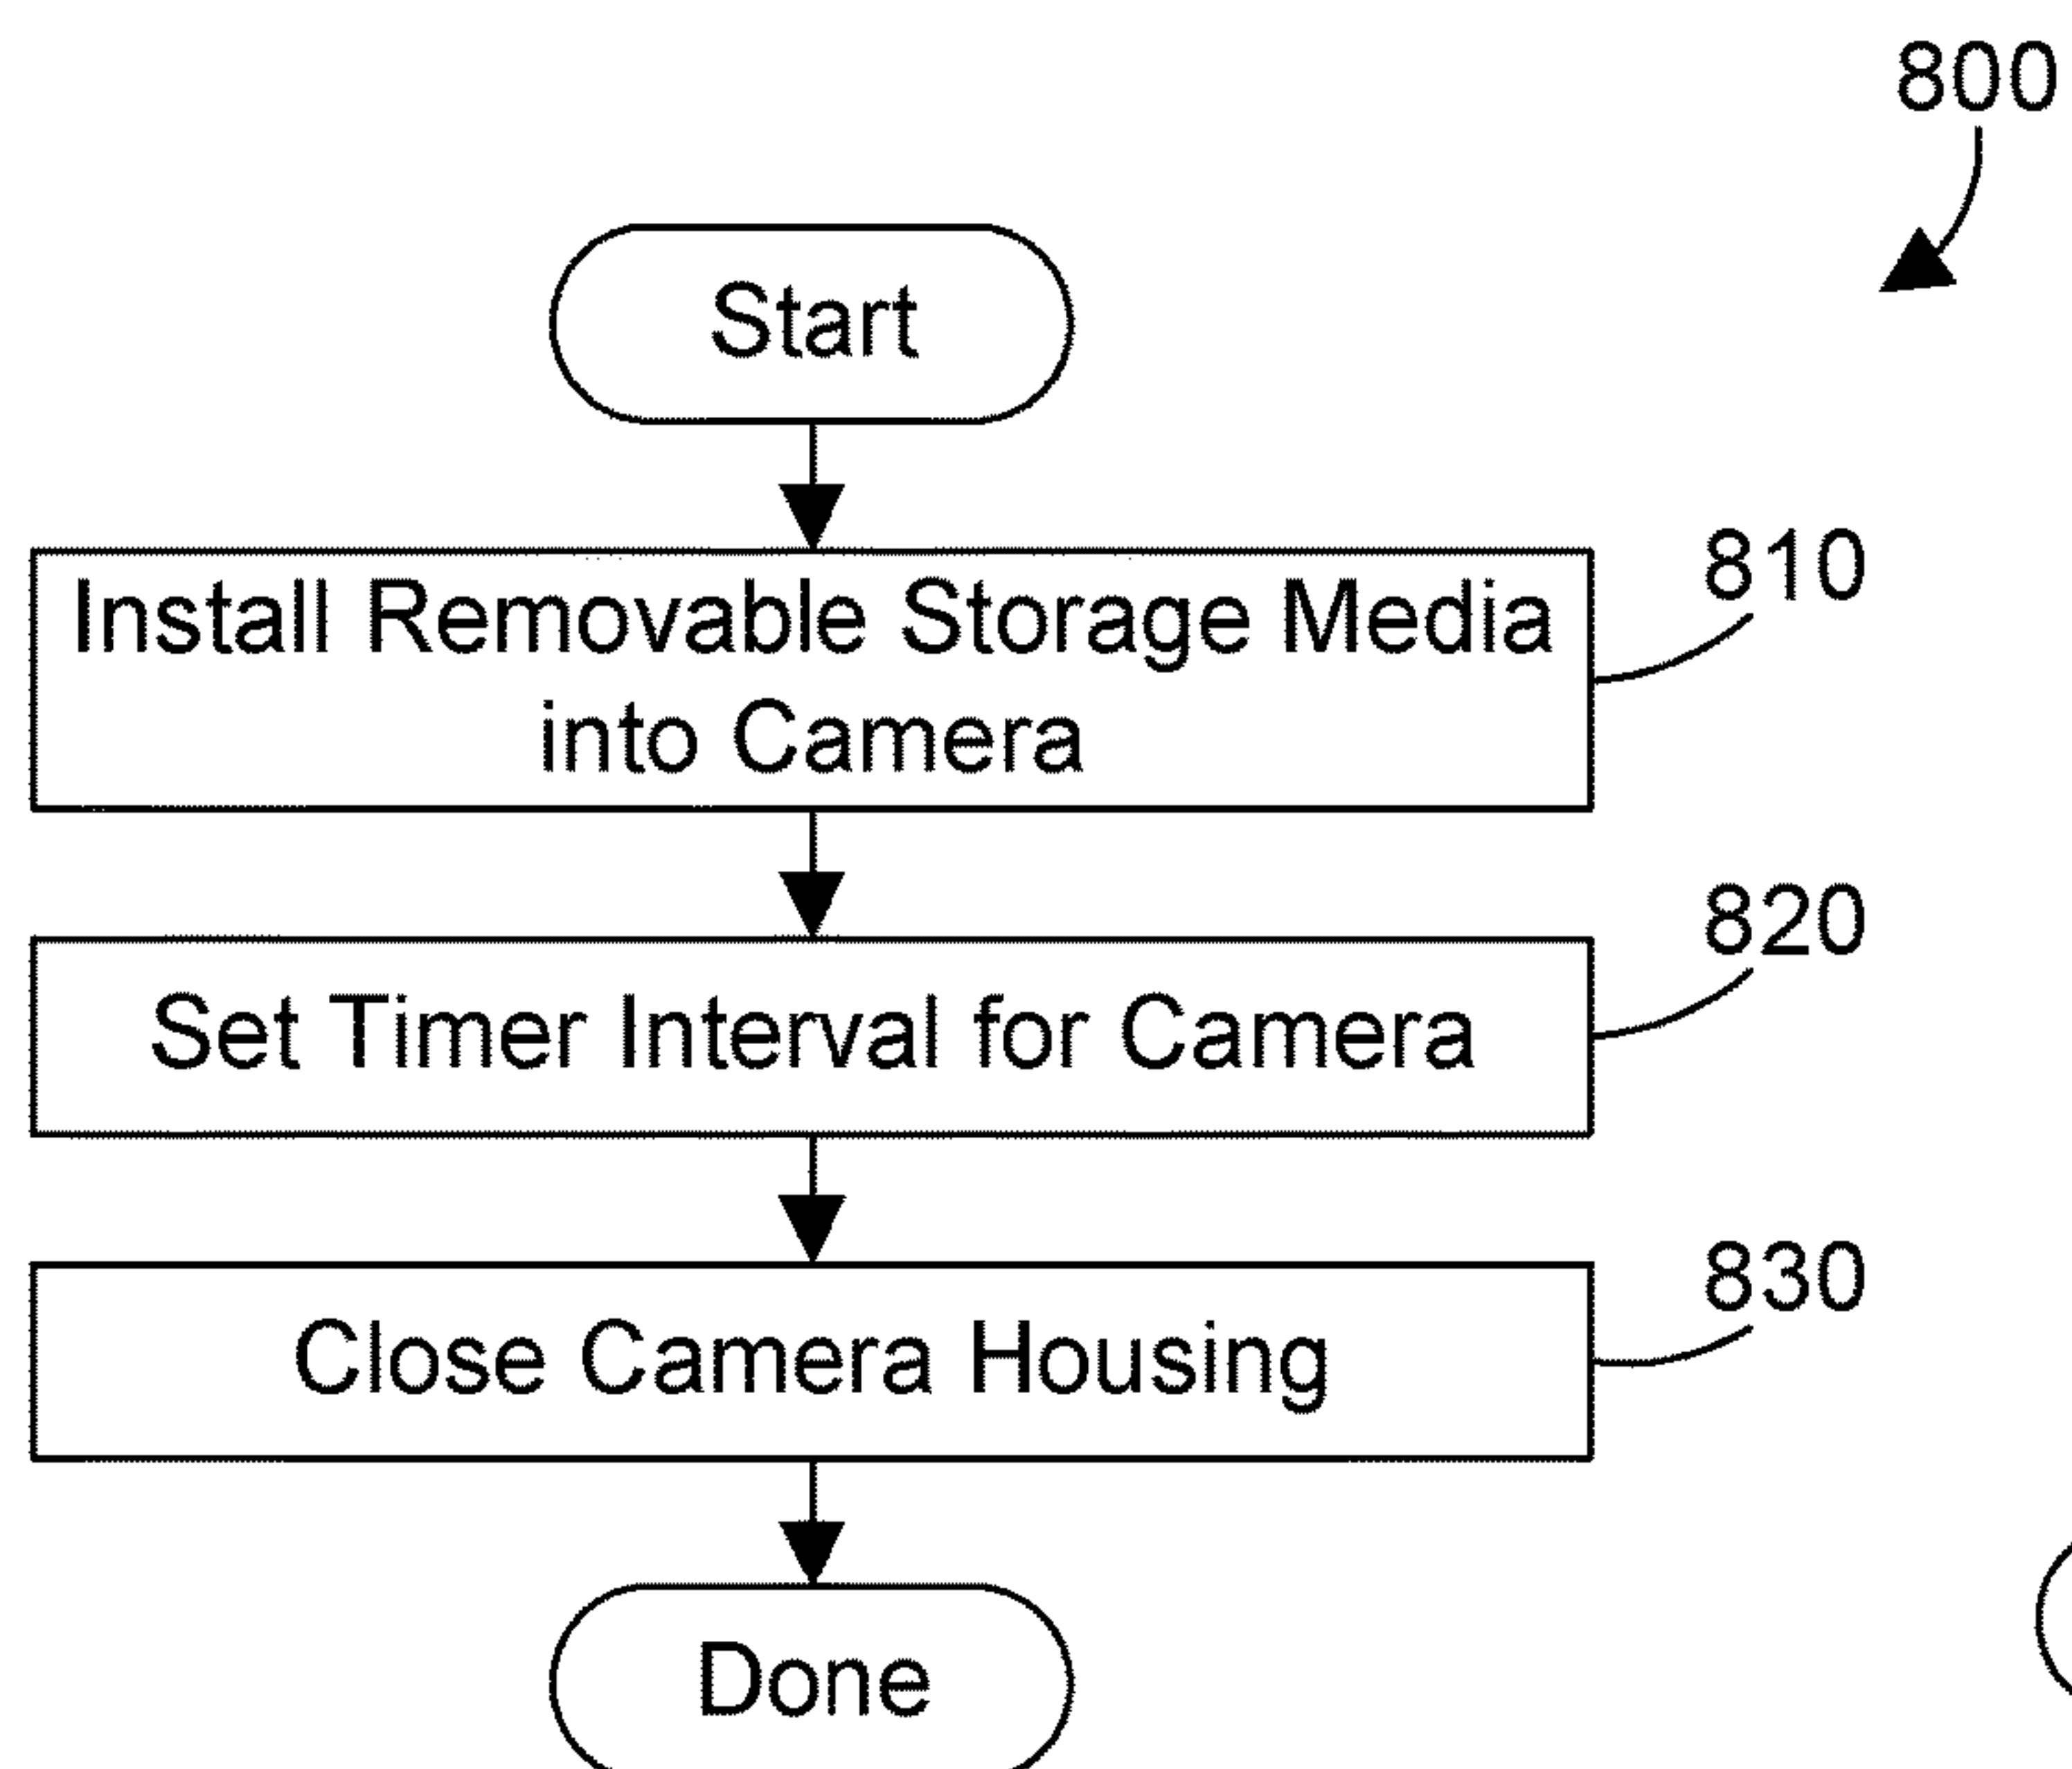 800
Start
Install Removable Storage Media
into Camera
810
Set Timer Interval for Camera
820
Close Camera Housing
830
Done